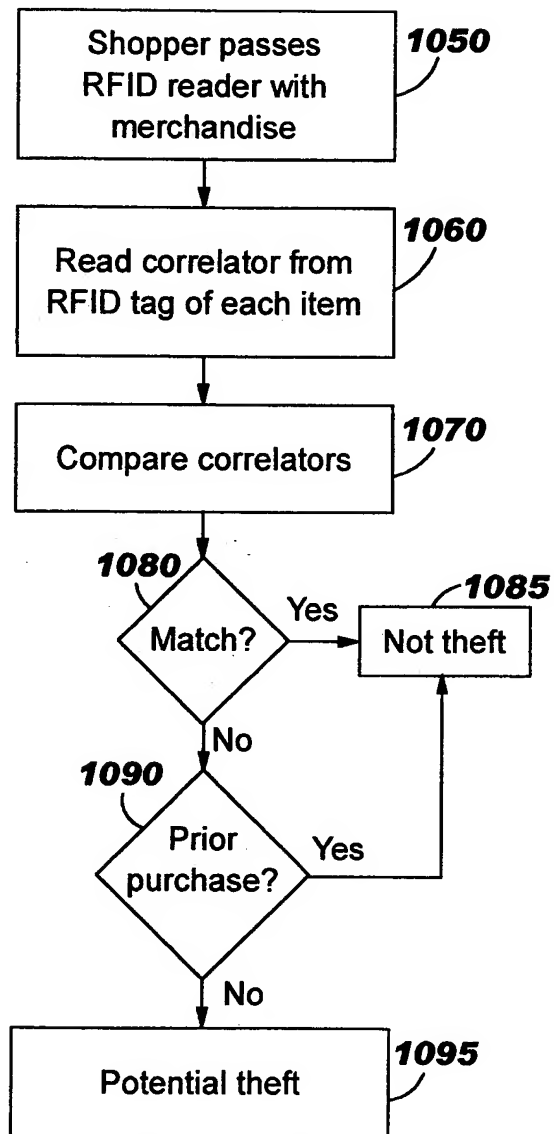 Shopper passes
RFID reader with
merchandise
1050
Read correlator from
RFID tag of each item
1060
Compare correlators
1070
1080
Match?
Yes
1085
Not theft
No
1090
Prior
purchase?
Yes
No
Potential theft
1095